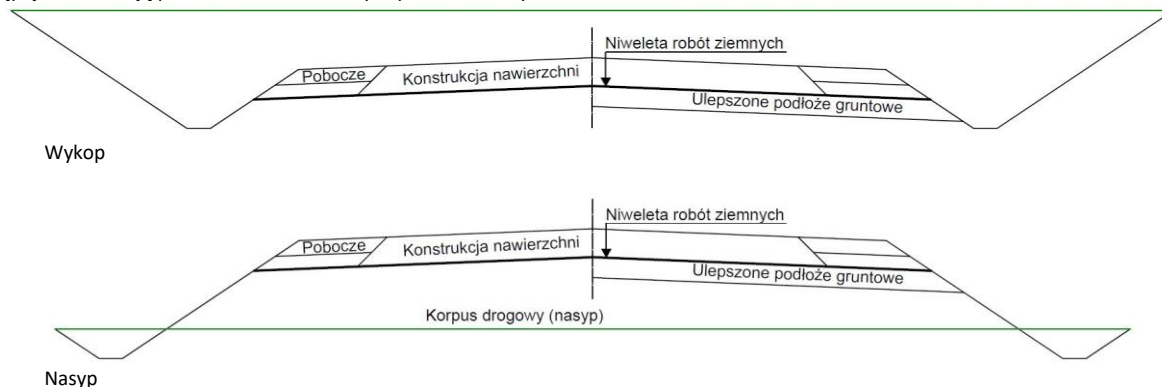 Niweleta robót ziemnych
Pobocze
Konstrukcja nawierzchni
Ulepszone podłoże gruntowe
Wykop
Niweleta robót ziemnych
Pobocze
Konstrukcja nawierzchni
Ulepszone podłoże gruntowe
Korpus drogowy (nasyp)
Nasyp